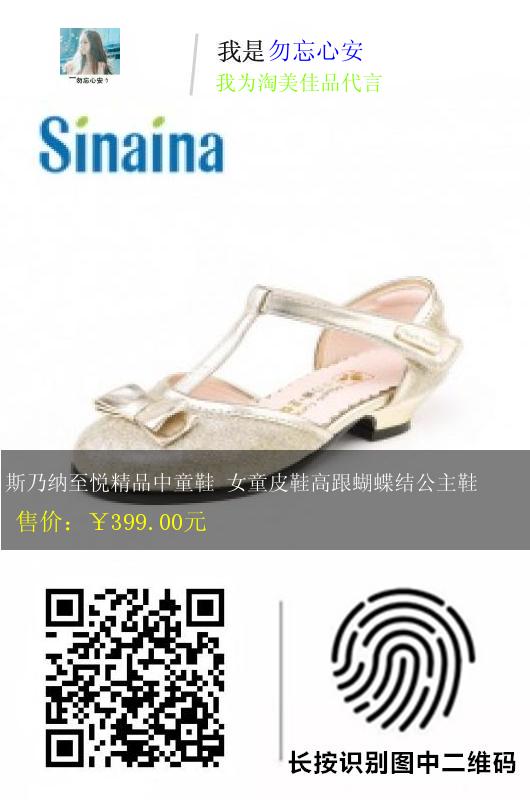 一勿忘心安
我是勿忘心安
我为淘美佳品代言
Sinaina
斯乃纳至悦精品中童鞋 女童皮鞋高跟蝴蝶结公主鞋
售价：￥399.00元
长按识别图中二维码